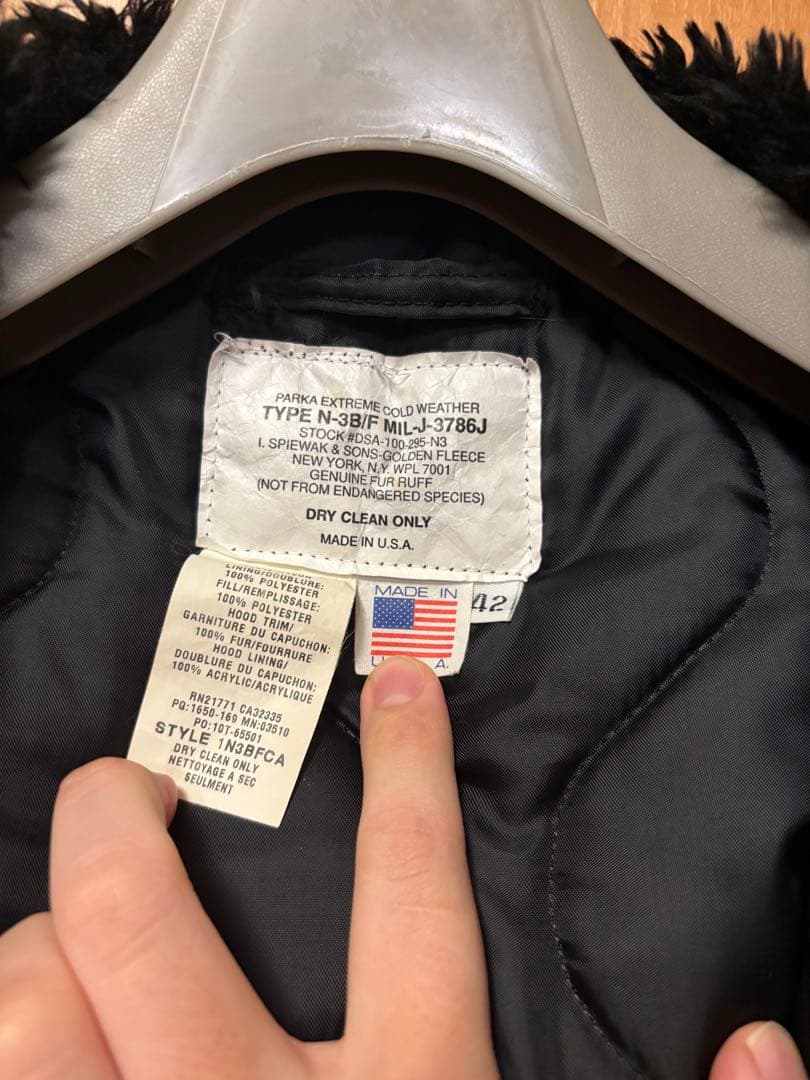 PARKA EXTREME COLD WEATHER
TYPE N-3B/F MIL-J-3786J
STOCK #DSA-100-295-N3
I. SPIEWAK & SONS-GOLDEN FLEECE
NEW YORK, N.Y. WPL 7001
GENUINE FUR RUFF
(NOT FROM ENDANGERED SPECIES)
DRY CLEAN ONLY
MADE IN U.S.A.
LINING/DOUBLURE:
100% POLYESTER
FILL/REMPLISSAGE:
100% POLYESTER
HOOD TRIM/
GARNITURE DU CAPUCHON:
100% FUR/FOURRURE
HOOD LINING/
DOUBLURE DU CAPUCHON:
100% ACRYLIC/ACRYLIQUE
RN21771 CA32335
PQ:1650-169 MN:03510
PO:10T-65501
STYLE 1N3BFCA
DRY CLEAN ONLY
NETTOYAGE A SEC
SEULMENT
MADE IN
A.
42